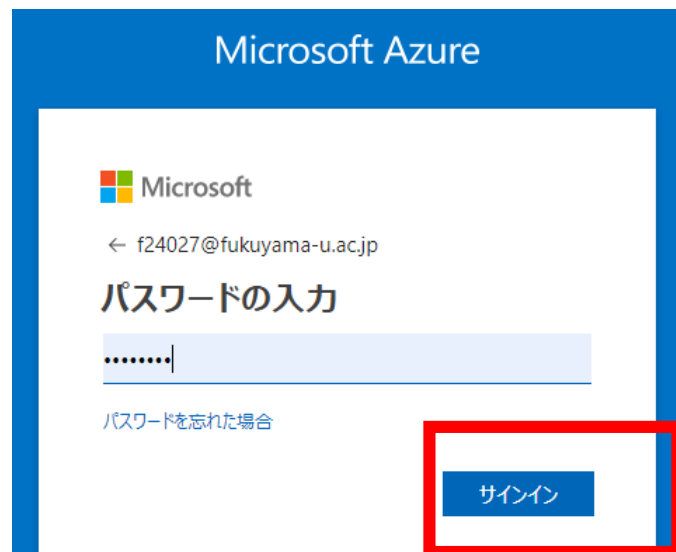 Microsoft Azure
Microsoft
← f24027@fukuyama-u.ac.jp
パスワードの入力
••••••••
パスワードを忘れた場合
サインイン